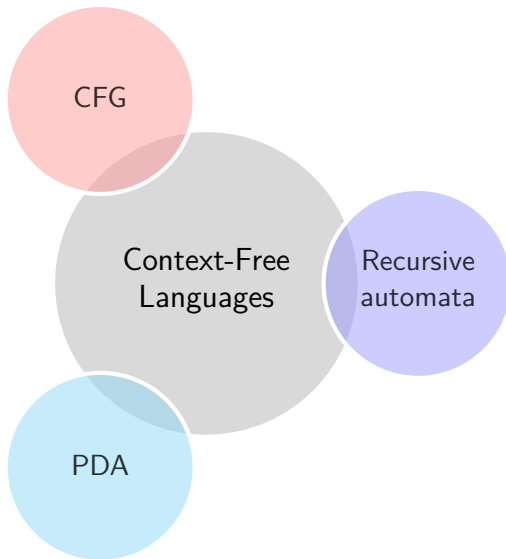 CFG
Context-Free
Languages
Recursive
automata
PDA